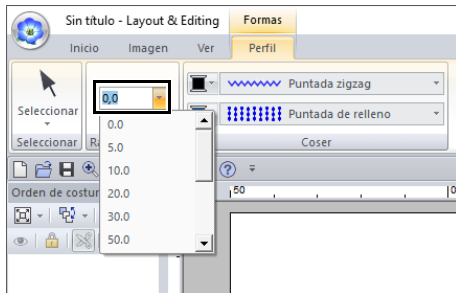 Sin título - Layout & Editing
Formas
Inicio
Imagen
Ver
Perfil
Seleccionar
0,0
Puntada zigzag
Puntada de relleno
Seleccionar
Coser
0.0
5.0
10.0
20.0
30.0
50.0
50
Orden de costur